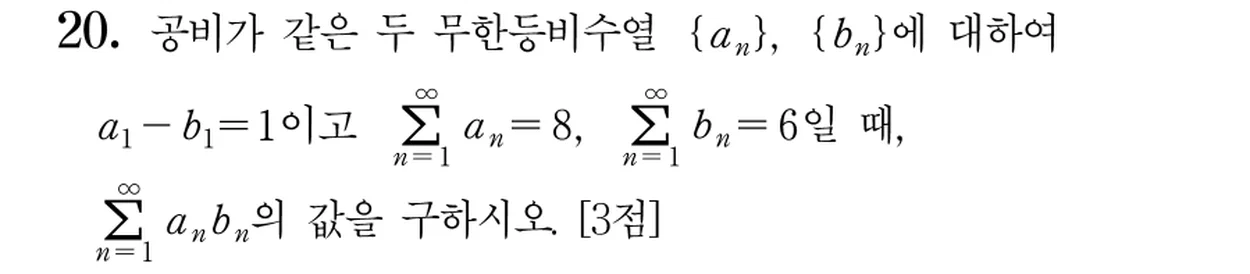 20. 공비가 같은 두 무한등비수열 {aₙ}, {bₙ}에 대하여
a₁ - b₁ = 1이고 ∞∑n=1 aₙ = 8, ∞∑n=1 bₙ = 6일 때,
∞∑n=1 aₙbₙ의 값을 구하시오. [3점]